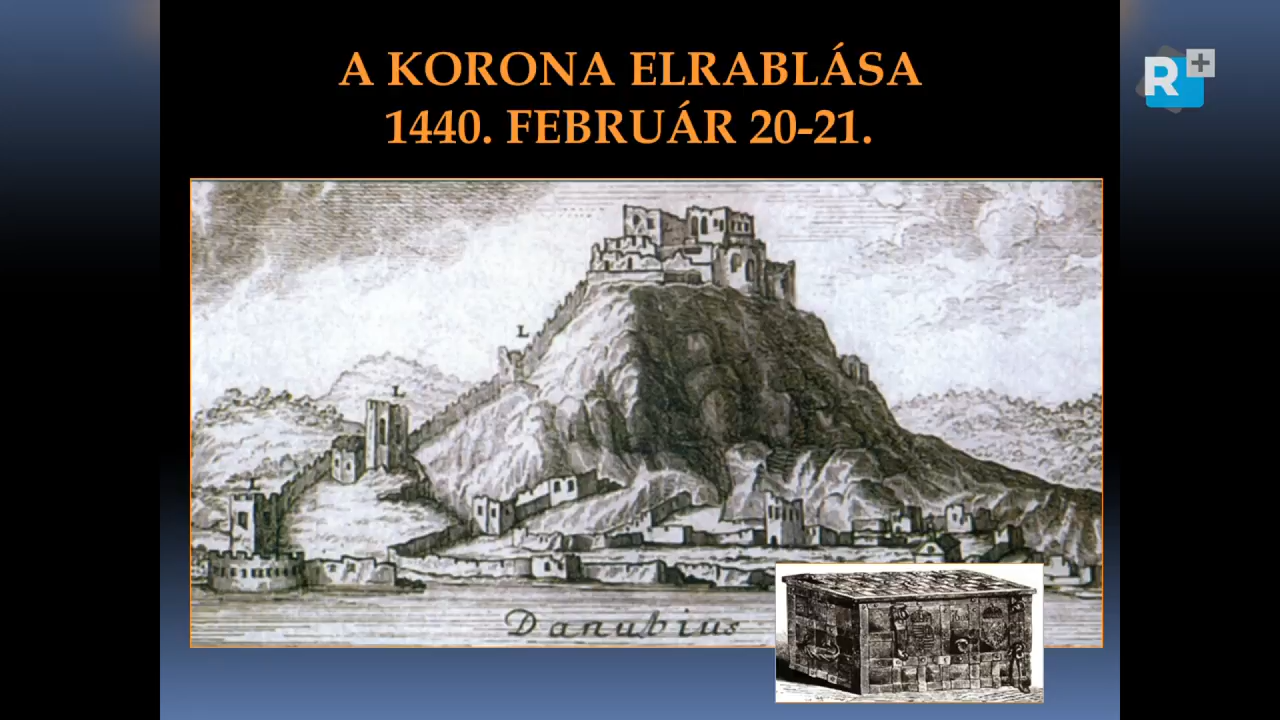 A KORONA ELRABLÁSA
1440. FEBRUÁR 20-21.
R+
L
L
Danubius